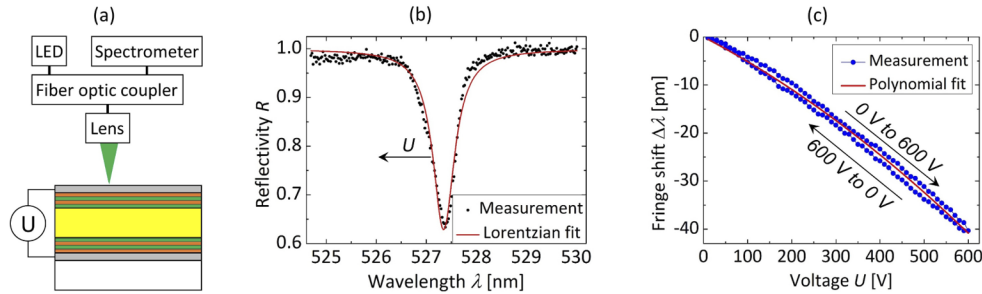 (a)
LED
Spectrometer
Fiber optic coupler
Lens
U
(b)
1.0
0.9
0.8
0.7
0.6
Reflectivity R
U
Measurement
Lorentzian fit
525
526
527
528
529
530
Wavelength λ [nm]
(c)
0
-10
-20
-30
-40
Fringe shift Δλ [pm]
Measurement
Polynomial fit
0 V to 600 V
600 V to 0 V
0
100
200
300
400
500
600
Voltage U [V]